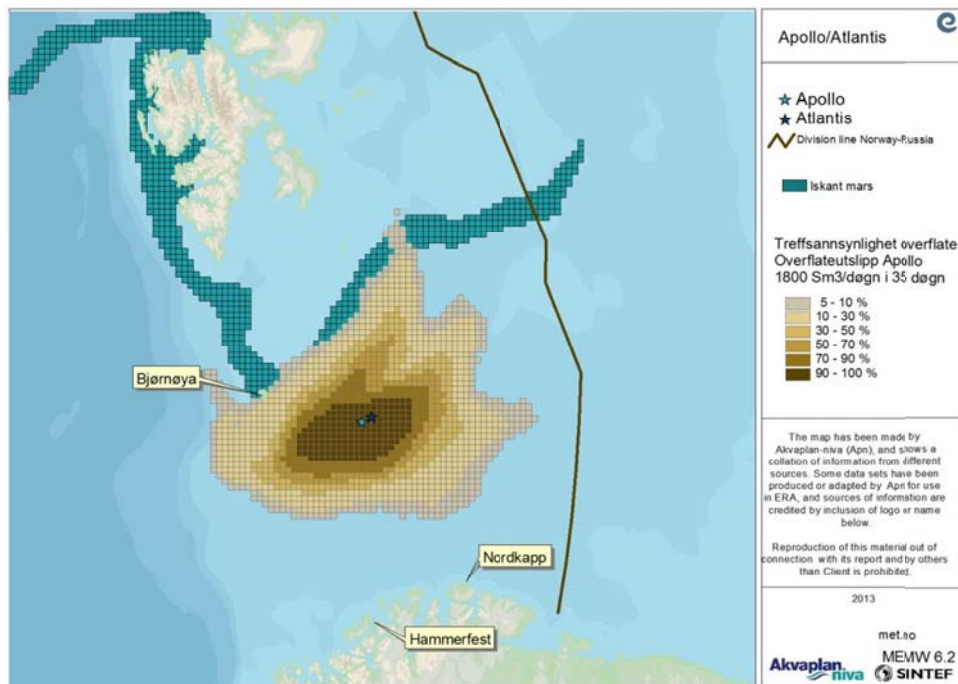 Bjørnøya
Nordkapp
Hammerfest
Apollo/Atlantis
Apollo
Atlantis
Division line Norway-Russia
Iskant mars
Treffsannsynlighet overflate
Overflateutslipp Apollo
1800 Sm3/døgn i 35 døgn
5 - 10 %
10 - 30 %
30 - 50 %
50 - 70 %
70 - 90 %
90 - 100 %
The map has been made by
Akvaplan-niva (Apn), and shows a
collation of information from different
sources. Some data sets have been
produced or adapted by Apn for use
in ERA, and sources of information are
credited by inclusion of logo or name
below.
Reproduction of this material out of
connection with its report and by others
than Client is prohibited.
2013
met.no
MEMW 6.2
Akvaplan niva
SINTEF